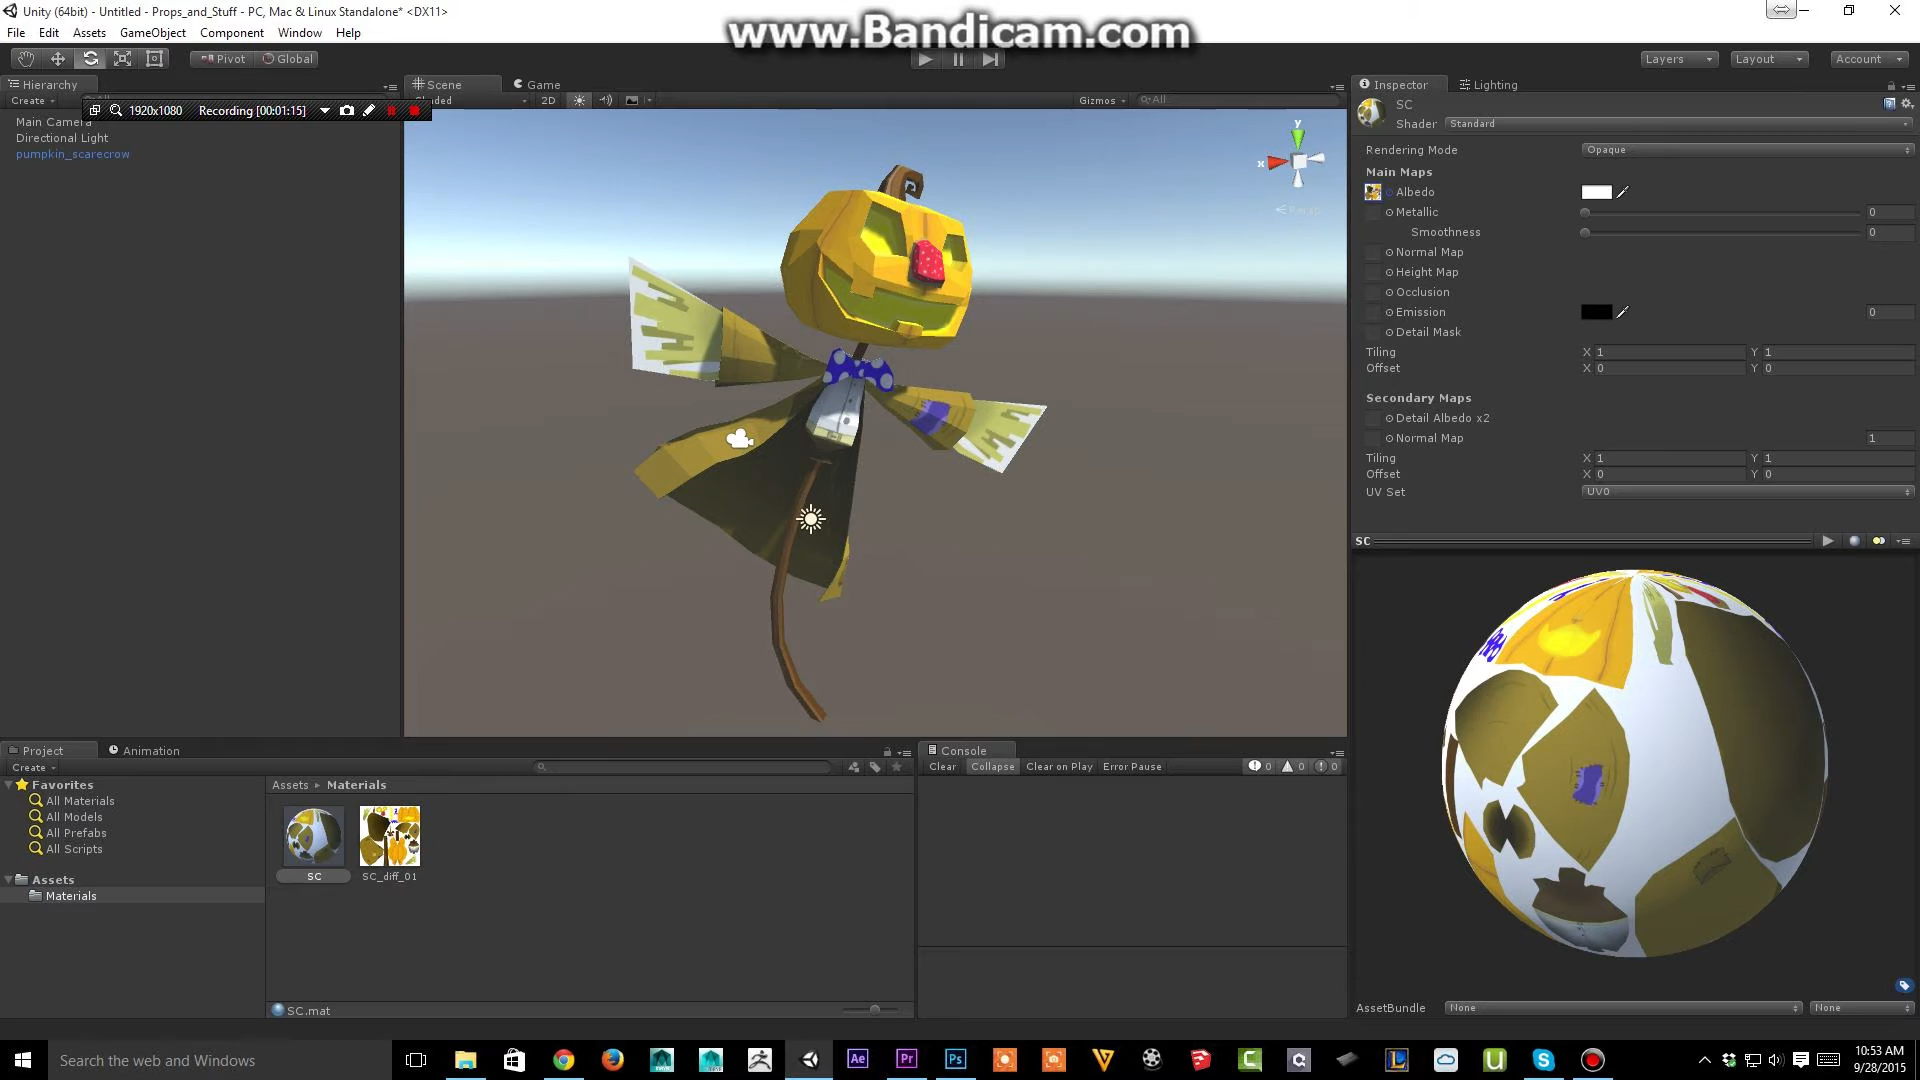 Unity (64bit) - Untitled - Props_and_Stuff - PC, Mac & Linux Standalone* <DX11>
www.Bandicam.com
File Edit Assets GameObject Component Window Help
Pivot Global
Layers Layout Account
Hierarchy
Create
1920x1080 Recording [00:01:15]
Main Camera
Directional Light
pumpkin_scarecrow
Scene Game
2D Gizmos All
y
x
Persp
Inspector Lighting
SC
Shader Standard
Rendering Mode Opaque
Main Maps
Albedo
Metallic 0
Smoothness 0
Normal Map
Height Map
Occlusion
Emission 0
Detail Mask
Tiling X 1 Y 1
Offset X 0 Y 0
Secondary Maps
Detail Albedo x2
Normal Map 1
Tiling X 1 Y 1
Offset X 0 Y 0
UV Set UV0
SC
AssetBundle None None
Project Animation
Create
Favorites
All Materials
All Models
All Prefabs
All Scripts
Assets
Materials
Assets Materials
SC SC_diff_01
SC.mat
Console
Clear Collapse Clear on Play Error Pause 0 0 0
Search the web and Windows
Ae Pr Ps
10:53 AM
9/28/2015